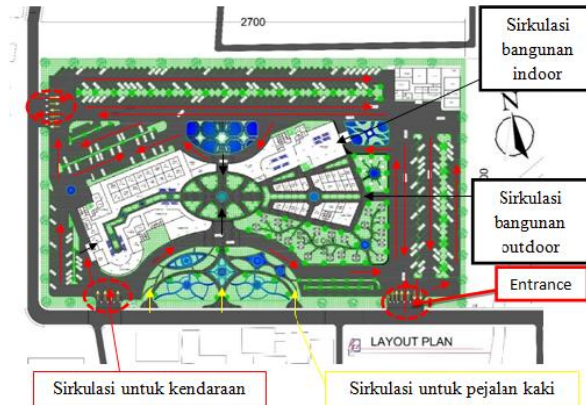 2700
Sirkulasi
bangunan
indoor
N
Sirkulasi
bangunan
outdoor
Entrance
LAYOUT PLAN
Sirkulasi untuk kendaraan
Sirkulasi untuk pejalan kaki